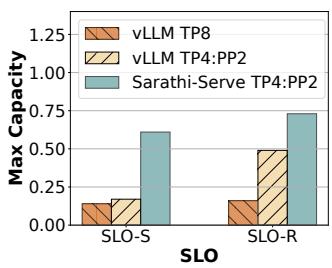 Max Capacity
1.25
1.00
0.75
0.50
0.25
0.00
vLLM TP8
vLLM TP4:PP2
Sarathi-Serve TP4:PP2
SLO-S
SLO-R
SLO